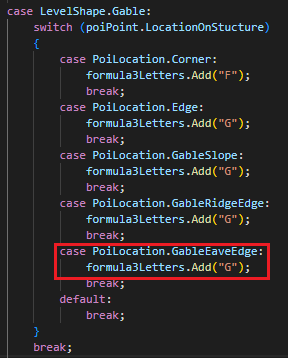 case LevelShape.Gable:
switch (poiPoint.LocationOnStucture)
{
case PoiLocation.Corner:
formula3Letters.Add("F");
break;
case PoiLocation.Edge:
formula3Letters.Add("G");
break;
case PoiLocation.GableSlope:
formula3Letters.Add("G");
break;
case PoiLocation.GableRidgeEdge:
formula3Letters.Add("G");
break;
case PoiLocation.GableEaveEdge:
formula3Letters.Add("G");
break;
default:
break;
}
break;